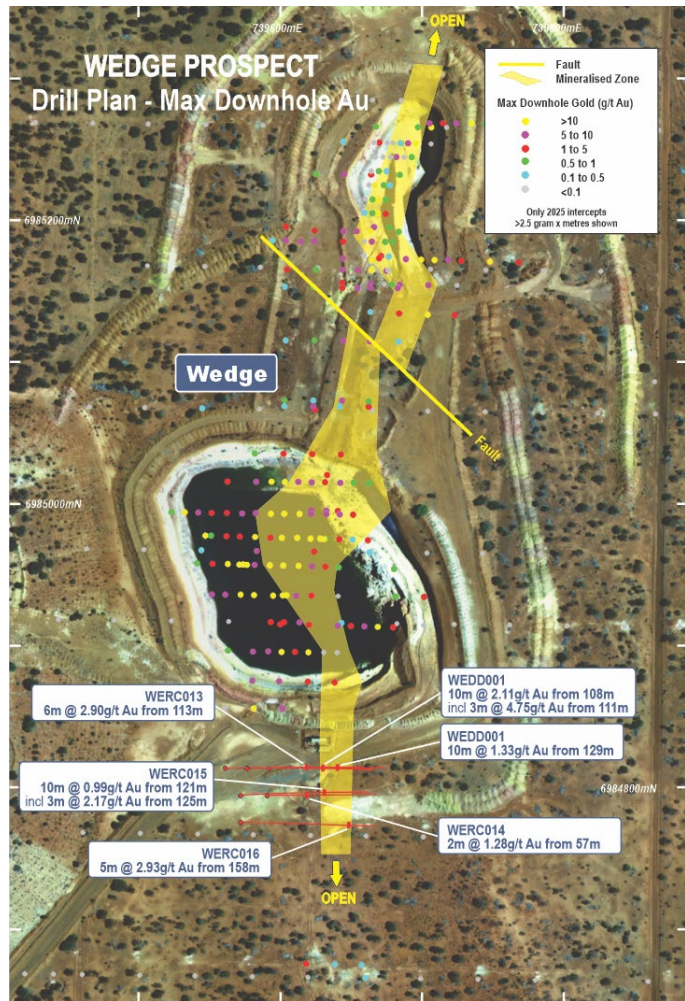 739600mE
739800mE
OPEN
WEDGE PROSPECT
Drill Plan - Max Downhole Au
Fault
Mineralised Zone
Max Downhole Gold (g/t Au)
>10
5 to 10
1 to 5
0.5 to 1
0.1 to 0.5
<0.1
Only 2025 intercepts
>2.5 gram x metres shown
6985200mN
Wedge
Fault
6985000mN
WERC013
6m @ 2.90g/t Au from 113m
WEDD001
10m @ 2.11g/t Au from 108m
incl 3m @ 4.75g/t Au from 111m
WEDD001
10m @ 1.33g/t Au from 129m
WERC015
10m @ 0.99g/t Au from 121m
incl 3m @ 2.17g/t Au from 125m
6984800mN
WERC014
2m @ 1.28g/t Au from 57m
WERC016
5m @ 2.93g/t Au from 158m
OPEN